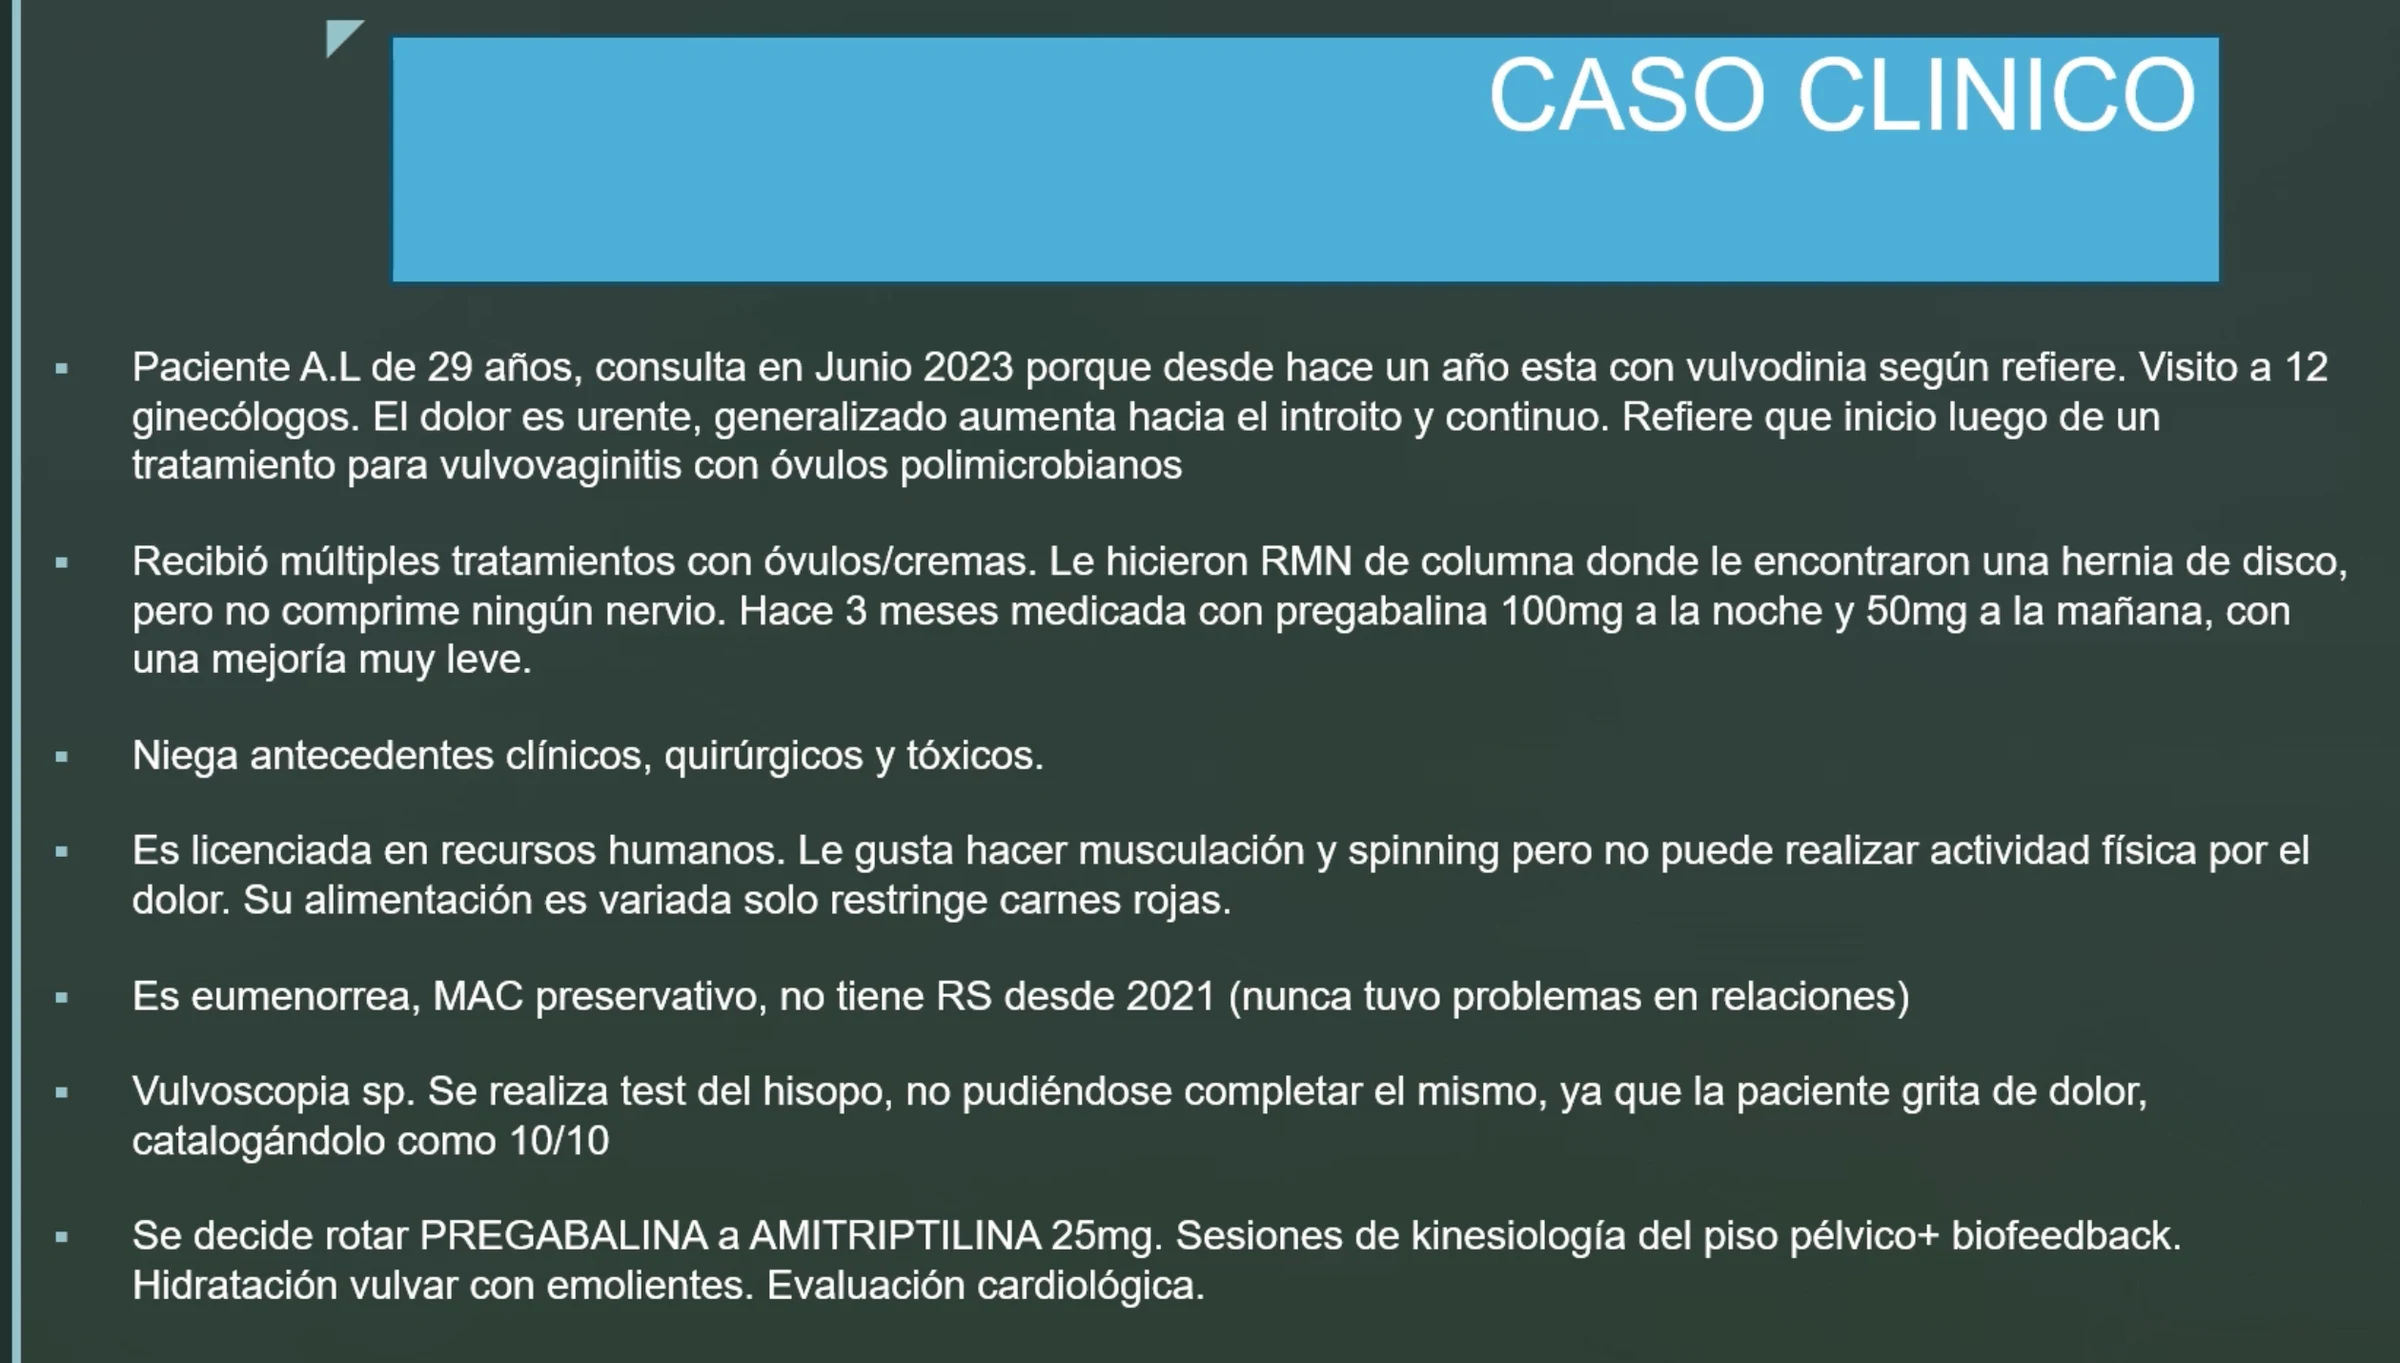 CASO CLINICO
▪ Paciente A.L de 29 años, consulta en Junio 2023 porque desde hace un año esta con vulvodinia según refiere. Visito a 12
ginecólogos. El dolor es urente, generalizado aumenta hacia el introito y continuo. Refiere que inicio luego de un
tratamiento para vulvovaginitis con óvulos polimicrobianos
▪ Recibió múltiples tratamientos con óvulos/cremas. Le hicieron RMN de columna donde le encontraron una hernia de disco,
pero no comprime ningún nervio. Hace 3 meses medicada con pregabalina 100mg a la noche y 50mg a la mañana, con
una mejoría muy leve.
▪ Niega antecedentes clínicos, quirúrgicos y tóxicos.
▪ Es licenciada en recursos humanos. Le gusta hacer musculación y spinning pero no puede realizar actividad física por el
dolor. Su alimentación es variada solo restringe carnes rojas.
▪ Es eumenorrea, MAC preservativo, no tiene RS desde 2021 (nunca tuvo problemas en relaciones)
▪ Vulvoscopia sp. Se realiza test del hisopo, no pudiéndose completar el mismo, ya que la paciente grita de dolor,
catalogándolo como 10/10
▪ Se decide rotar PREGABALINA a AMITRIPTILINA 25mg. Sesiones de kinesiología del piso pélvico+ biofeedback.
Hidratación vulvar con emolientes. Evaluación cardiológica.